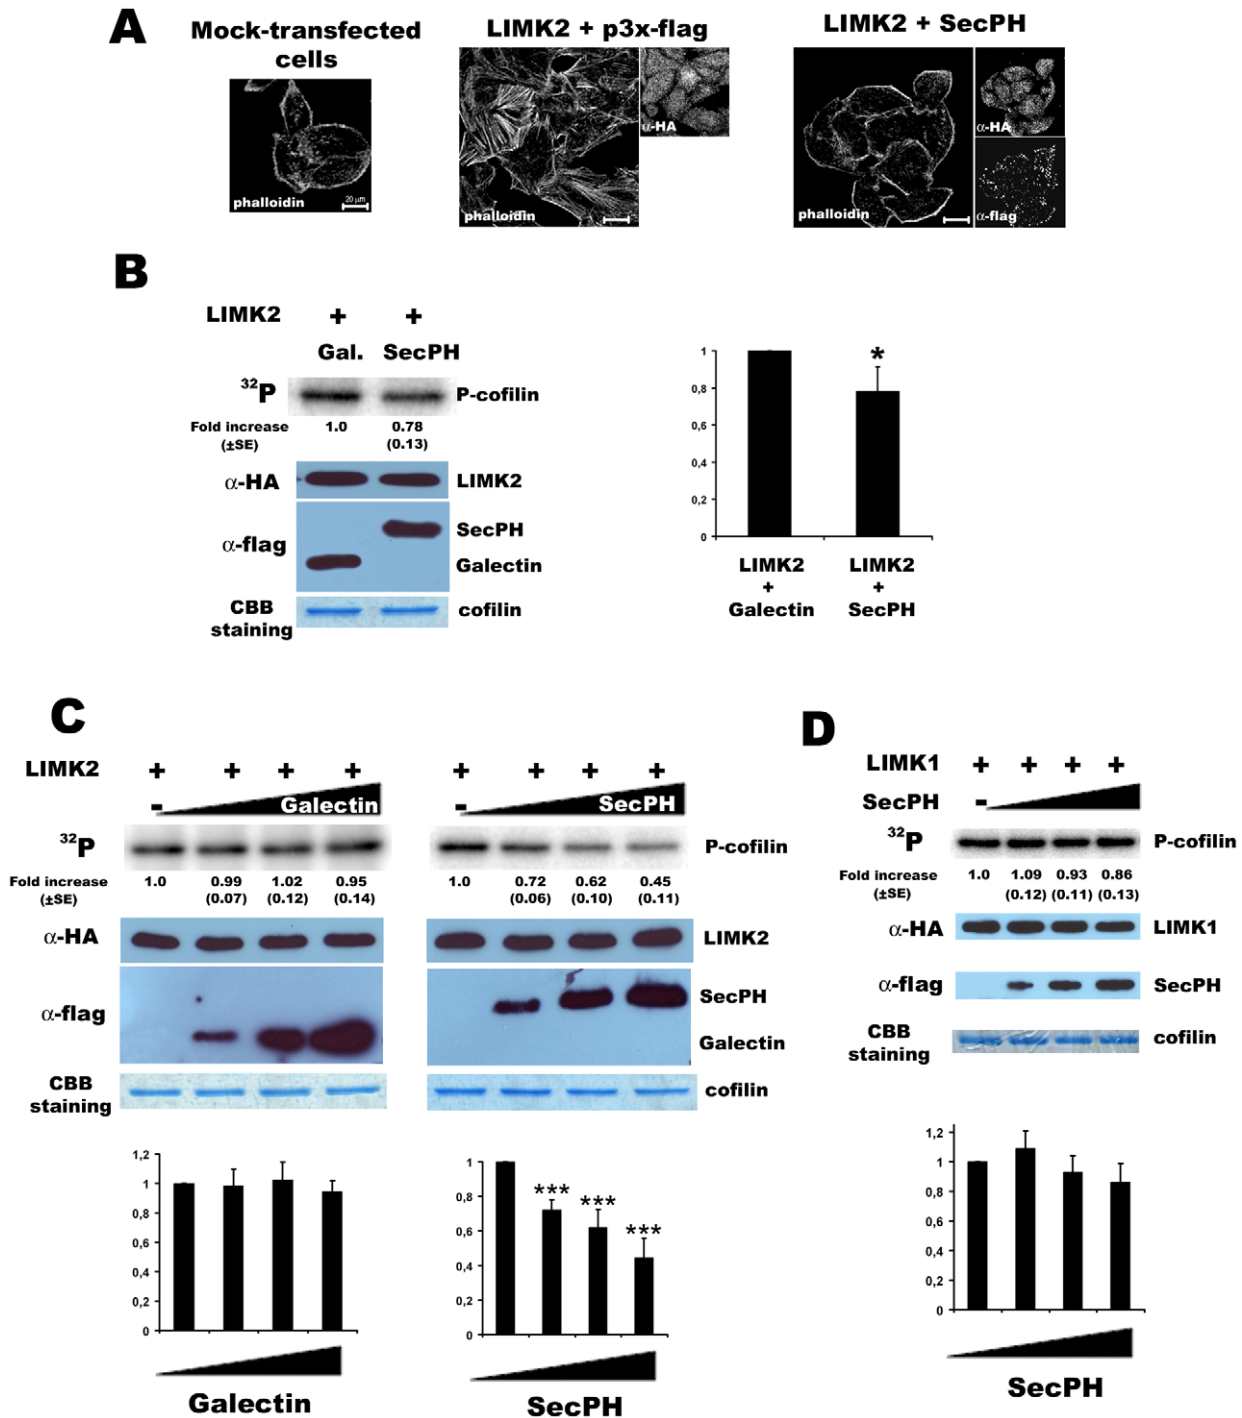 A
Mock-transfected
cells
phalloidin
20 µm
LIMK2 + p3x-flag
phalloidin
α-HA
LIMK2 + SecPH
phalloidin
α-HA
α-flag
B
LIMK2 + +
Gal. SecPH
32P P-cofilin
Fold increase 1.0 0.78
(±SE) (0.13)
α-HA LIMK2
α-flag SecPH
Galectin
CBB cofilin
staining
1
0,8
0,6
0,4
0,2
0
*
LIMK2 LIMK2
+ +
Galectin SecPH
C
LIMK2 + + + + + + + +
- Galectin - SecPH
32P P-cofilin
Fold increase 1.0 0.99 1.02 0.95 1.0 0.72 0.62 0.45
(±SE) (0.07) (0.12) (0.14) (0.06) (0.10) (0.11)
α-HA LIMK2
α-flag SecPH
Galectin
CBB cofilin
staining
1,2
1
0,8
0,6
0,4
0,2
0
Galectin
1
0,8
0,6
0,4
0,2
0
*** *** ***
SecPH
D
LIMK1 + + + +
SecPH -
32P P-cofilin
Fold increase 1.0 1.09 0.93 0.86
(±SE) (0.12) (0.11) (0.13)
α-HA LIMK1
α-flag SecPH
CBB cofilin
staining
1,2
1
0,8
0,6
0,4
0,2
0
SecPH